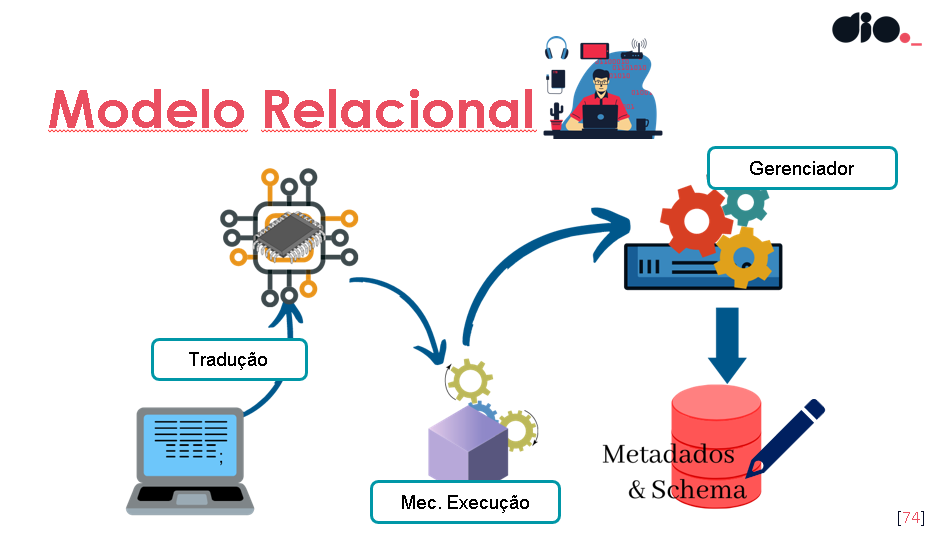 dio._
Modelo Relacional
Gerenciador
Tradução
;
Metadados
& Schema
Mec. Execução
[74]